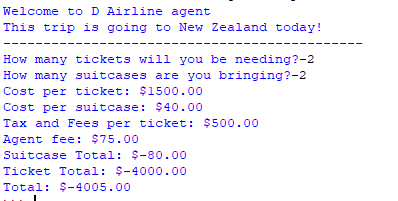 Welcome to D Airline agent
This trip is going to New Zealand today!
---------------------------------------------
How many tickets will you be needing?-2
How many suitcases are you bringing?-2
Cost per ticket: $1500.00
Cost per suitcase: $40.00
Tax and Fees per ticket: $500.00
Agent fee: $75.00
Suitcase Total: $-80.00
Ticket Total: $-4000.00
Total: $-4005.00